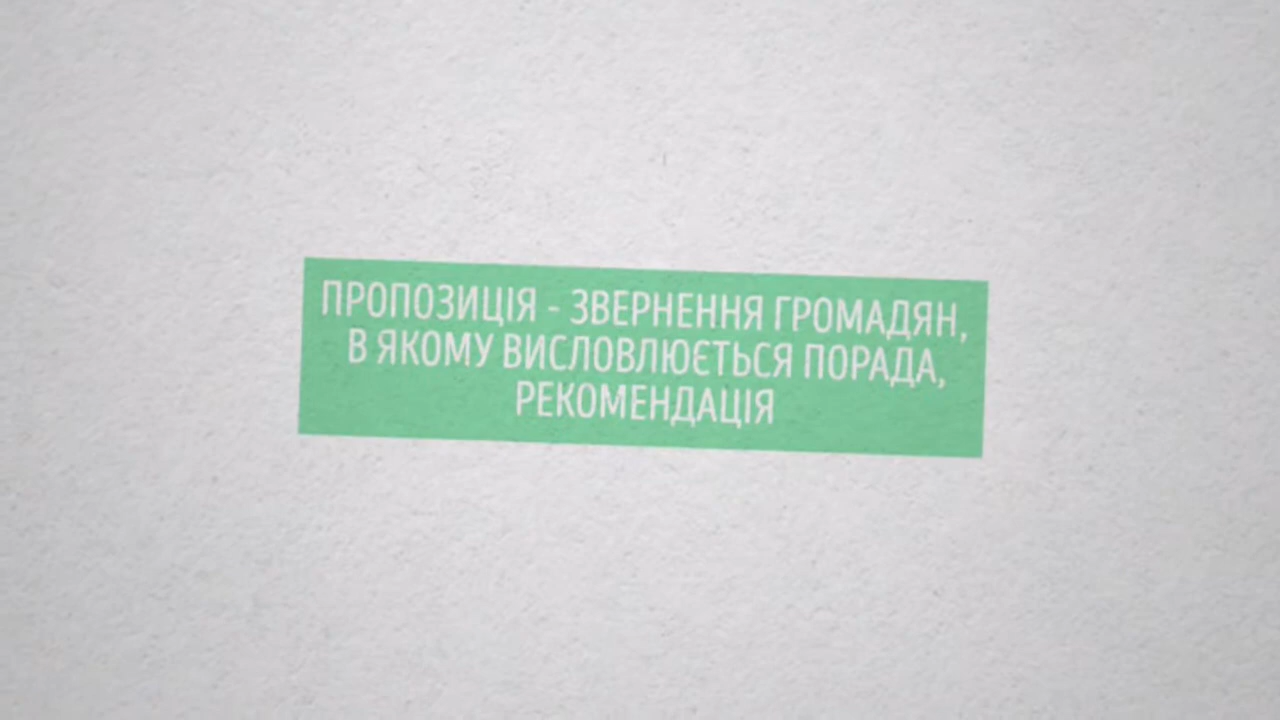 ПРОПОЗИЦІЯ - ЗВЕРНЕННЯ ГРОМАДЯН,
В ЯКОМУ ВИСЛОВЛЮЄТЬСЯ ПОРАДА,
РЕКОМЕНДАЦІЯ